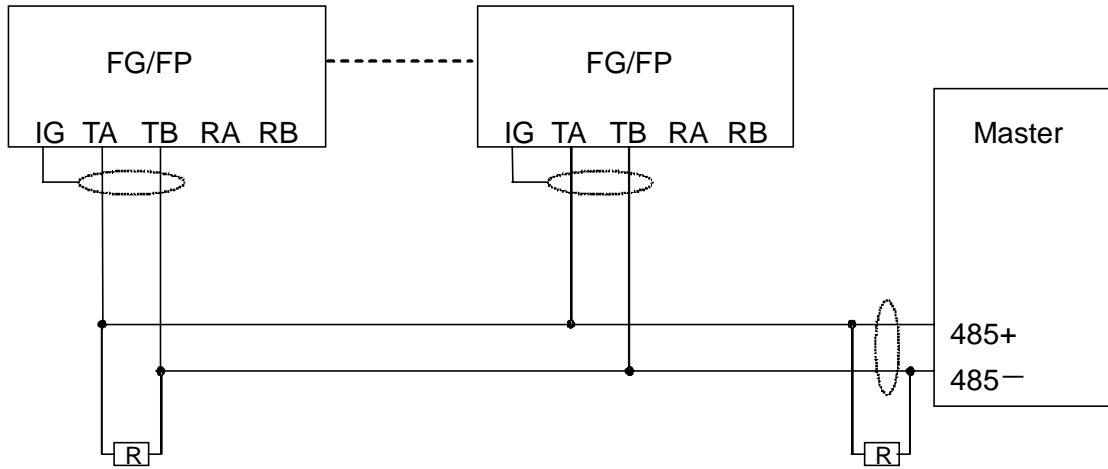 FG/FP
IG TA TB RA RB
FG/FP
IG TA TB RA RB
Master
485+
485—
R
R